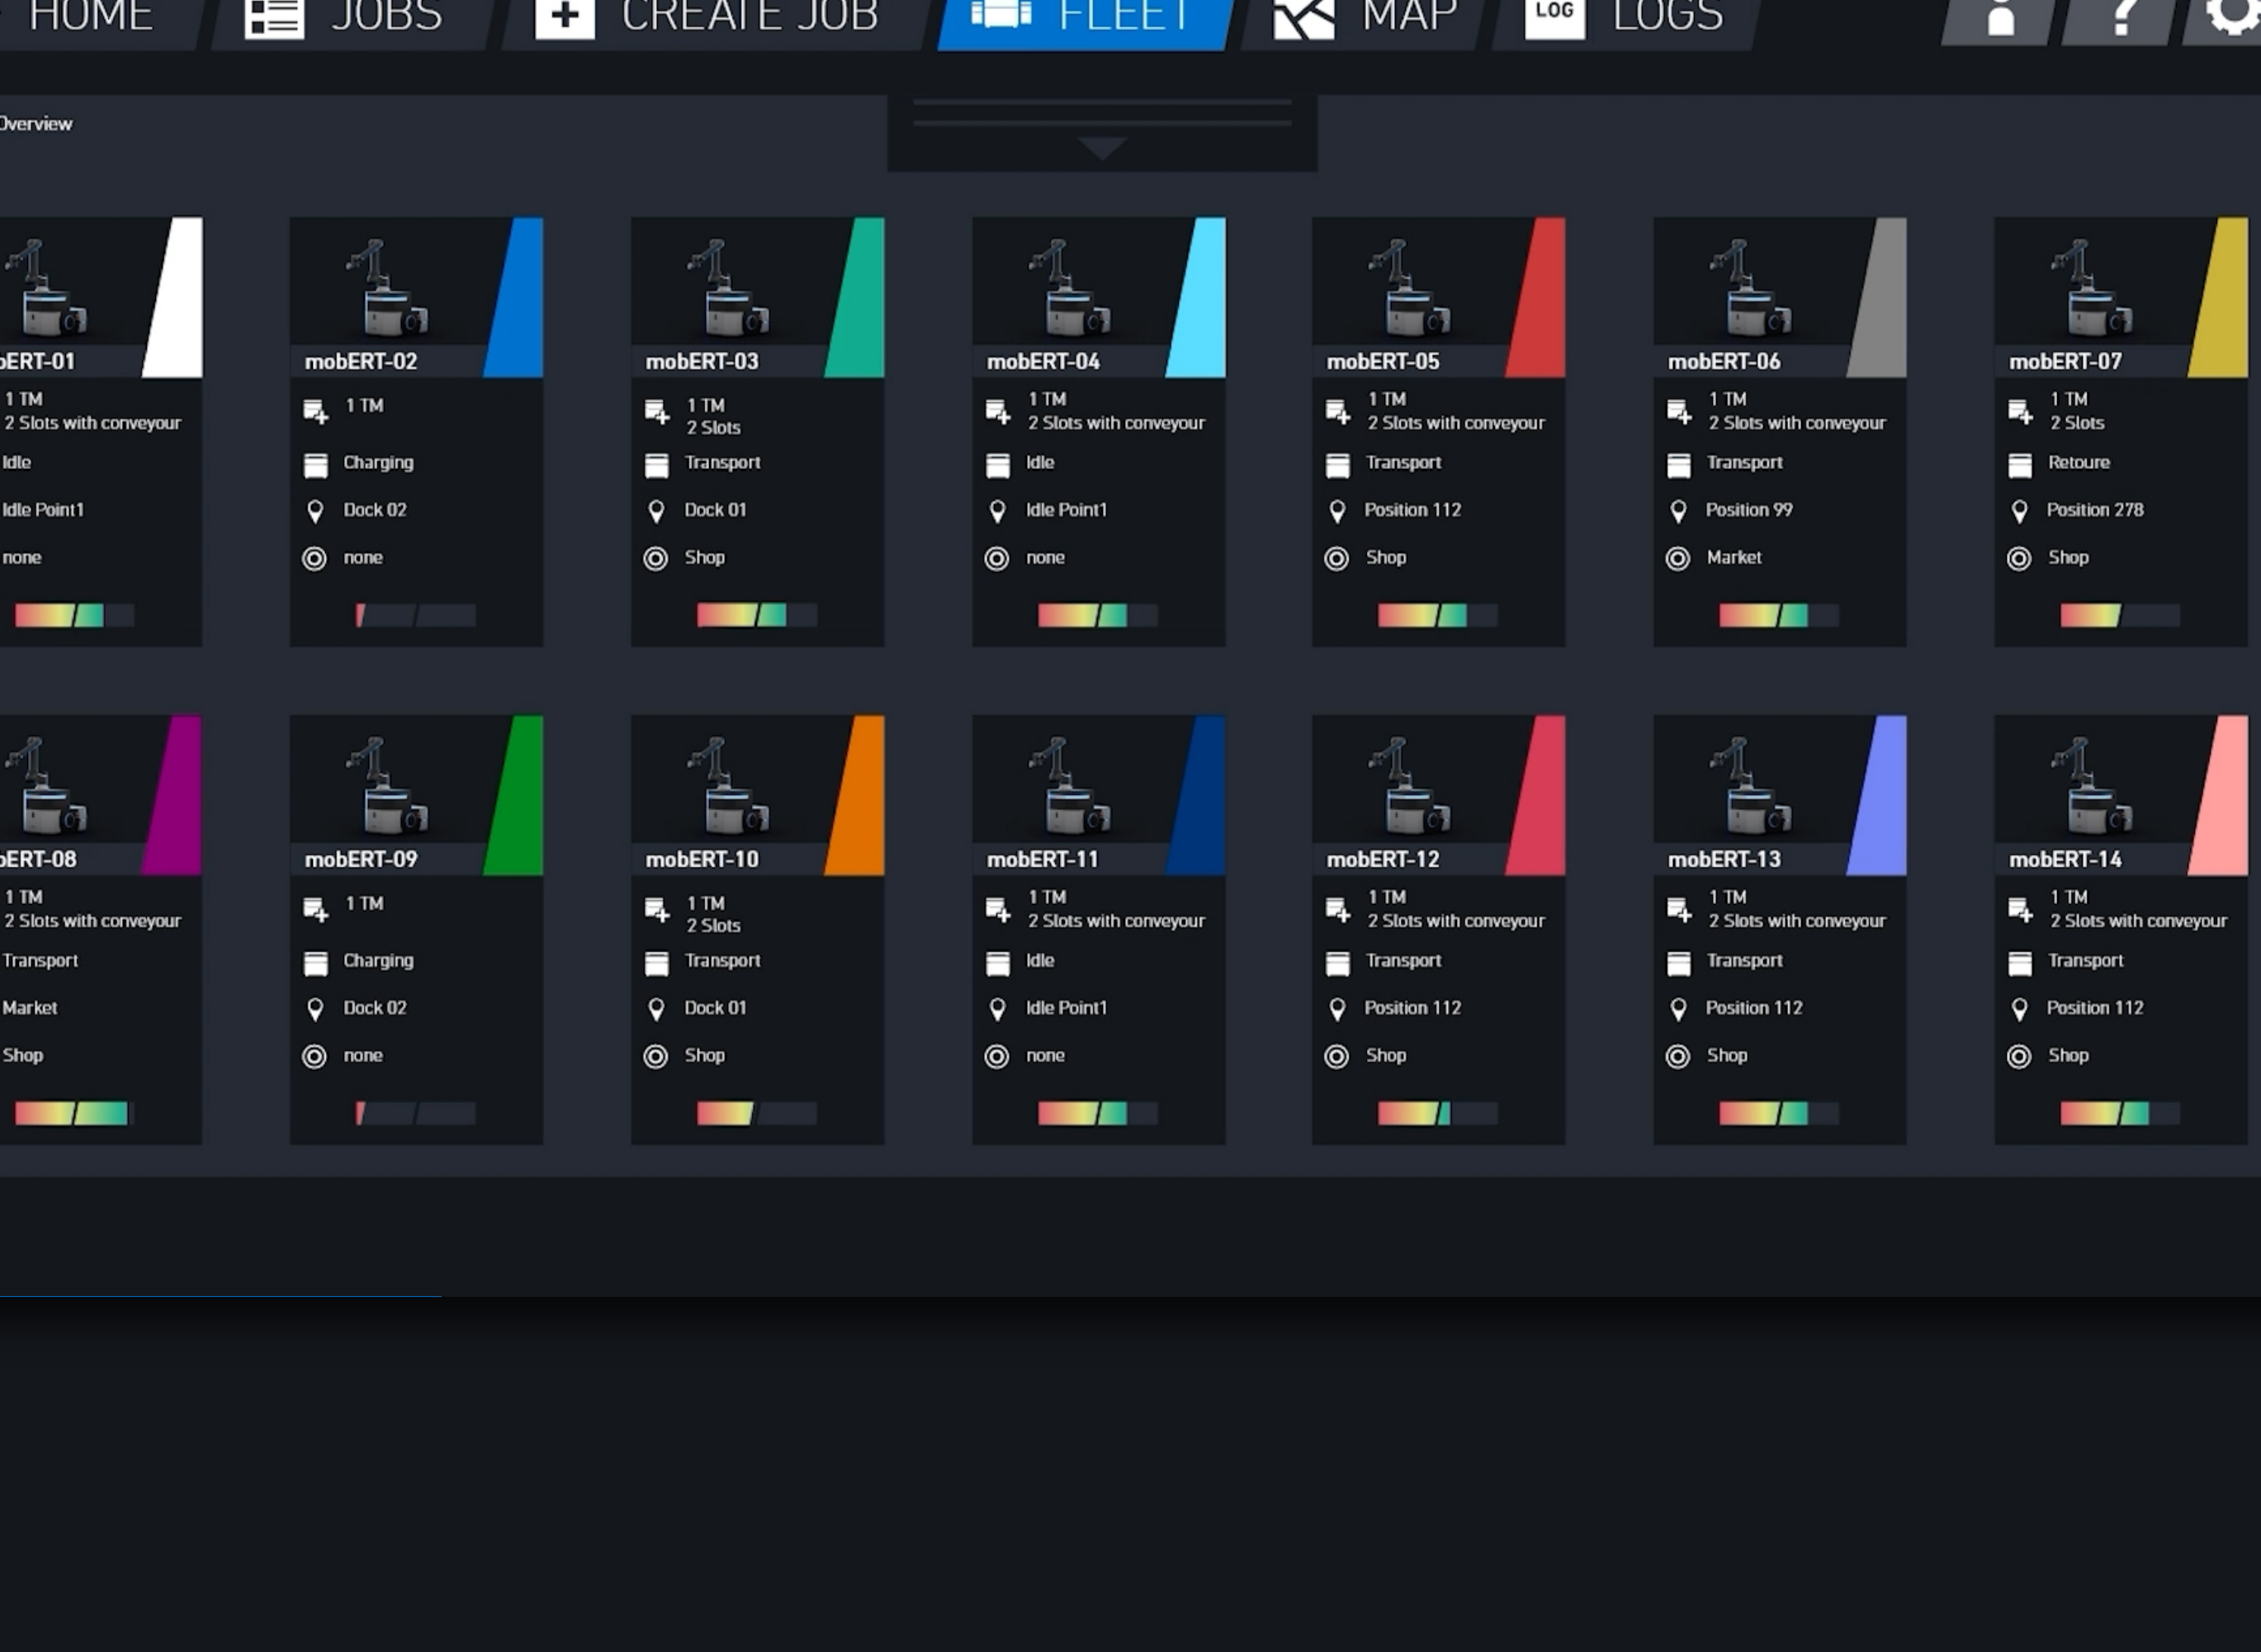 HOME JOBS CREATE JOB FLEET MAP LOG LOGS ?
Overview
bERT-01 mobERT-02 mobERT-03 mobERT-04 mobERT-05 mobERT-06 mobERT-07
1 TM 1 TM 1 TM 1 TM 1 TM 1 TM 1 TM
2 Slots with conveyour 2 Slots 2 Slots with conveyour 2 Slots with conveyour 2 Slots with conveyour 2 Slots
Idle Charging Transport Idle Transport Transport Retoure
Idle Point1 Dock 02 Dock 01 Idle Point1 Position 112 Position 99 Position 278
none none Shop none Shop Market Shop
bERT-08 mobERT-09 mobERT-10 mobERT-11 mobERT-12 mobERT-13 mobERT-14
1 TM 1 TM 1 TM 1 TM 1 TM 1 TM 1 TM
2 Slots with conveyour 2 Slots 2 Slots with conveyour 2 Slots with conveyour 2 Slots with conveyour 2 Slots with conveyour
Transport Charging Transport Idle Transport Transport Transport
Market Dock 02 Dock 01 Idle Point1 Position 112 Position 112 Position 112
Shop none Shop none Shop Shop Shop